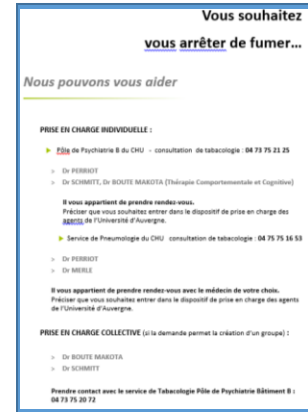 Vous souhaitez
vous arrêter de fumer...
Nous pouvons vous aider
PRISE EN CHARGE INDIVIDUELLE :
Pôle de Psychiatrie B du CHU – consultation de tabacologie : 04 73 75 21 25
Dr PERRIOT
Dr SCHMITT, Dr BOUTE MAKOTA (Thérapie Comportementale et Cognitive)
Il vous appartient de prendre rendez-vous.
Préciser que vous souhaitez entrer dans le dispositif de prise en charge des
agents de l'Université d'Auvergne.
Service de Pneumologie du CHU consultation de tabacologie : 04 75 75 16 53
Dr PERRIOT
Dr MERLE
Il vous appartient de prendre rendez-vous avec le médecin de votre choix.
Préciser que vous souhaitez entrer dans le dispositif de prise en charge des agents
de l'Université d'Auvergne.
PRISE EN CHARGE COLLECTIVE (si la demande permet la création d'un groupe) :
Dr BOUTE MAKOTA
Dr SCHMITT
Prendre contact avec le service de Tabacologie Pôle de Psychiatrie Bâtiment B :
04 73 75 20 72